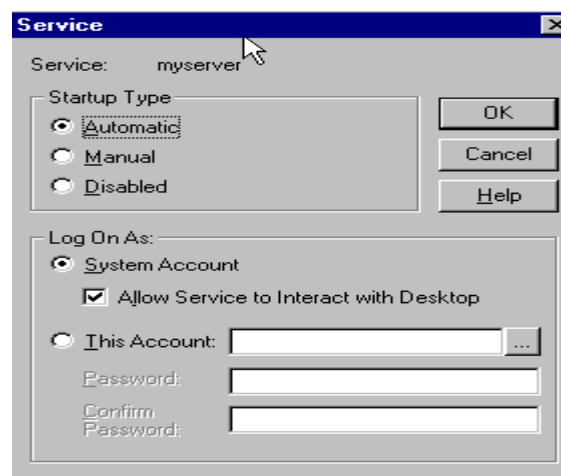 Service
Service: myserver
Startup Type
Automatic
Manual
Disabled
OK
Cancel
Help
Log On As:
System Account
Allow Service to Interact with Desktop
This Account:
...
Password:
Confirm
Password: